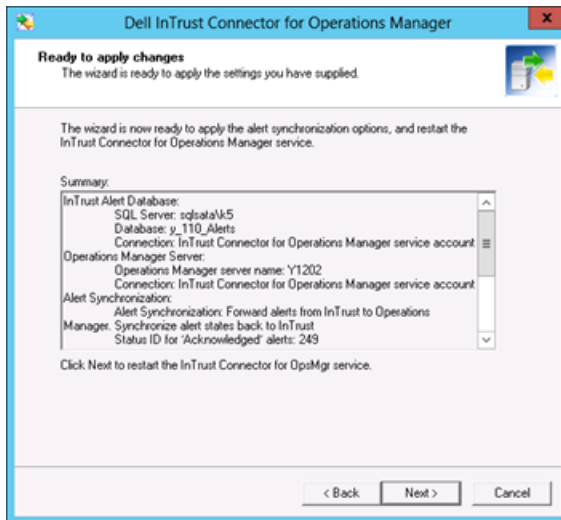 Dell InTrust Connector for Operations Manager
x
Ready to apply changes
The wizard is ready to apply the settings you have supplied.
The wizard is now ready to apply the alert synchronization options, and restart the
InTrust Connector for Operations Manager service.
Summary:
InTrust Alert Database:
SQL Server: sqlsata\k5
Database: y_110_Alerts
Connection: InTrust Connector for Operations Manager service account
Operations Manager Server:
Operations Manager server name: Y1202
Connection: InTrust Connector for Operations Manager service account
Alert Synchronization:
Alert Synchronization: Forward alerts from InTrust to Operations
Manager. Synchronize alert states back to InTrust
Status ID for 'Acknowledged' alerts: 249
Click Next to restart the InTrust Connector for OpsMgr service.
< Back Next > Cancel